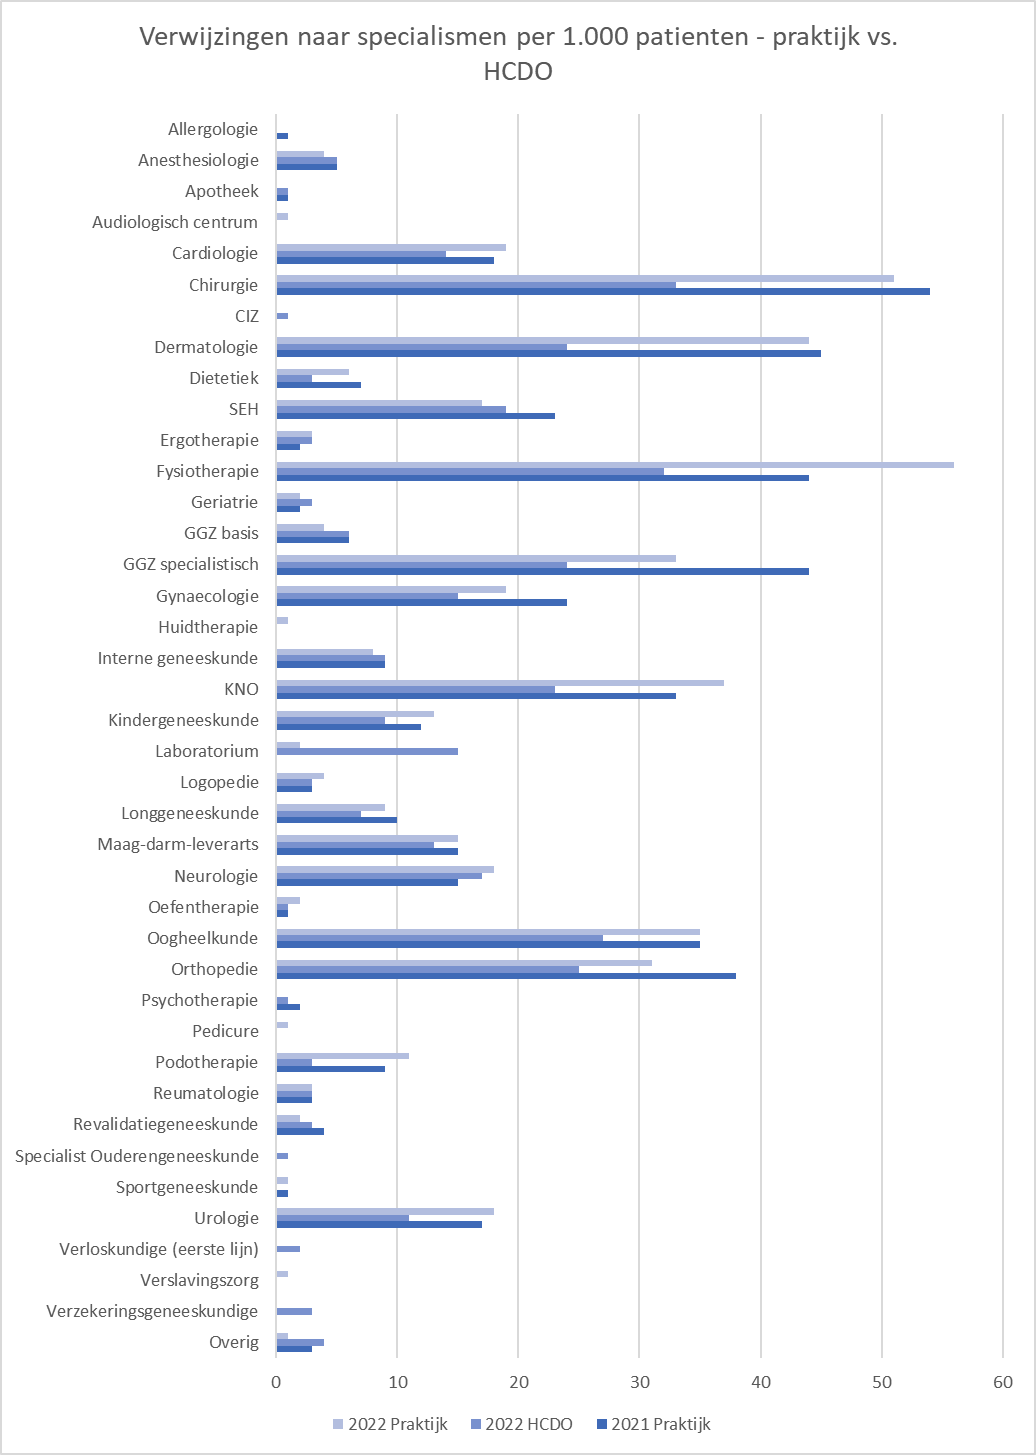 Verwijzingen naar specialismen per 1.000 patienten - praktijk vs.
HCDO
Allergologie
Anesthesiologie
Apotheek
Audiologisch centrum
Cardiologie
Chirurgie
CIZ
Dermatologie
Dietetiek
SEH
Ergotherapie
Fysiotherapie
Geriatrie
GGZ basis
GGZ specialistisch
Gynaecologie
Huidtherapie
Interne geneeskunde
KNO
Kindergeneeskunde
Laboratorium
Logopedie
Longgeneeskunde
Maag-darm-leverarts
Neurologie
Oefentherapie
Oogheelkunde
Orthopedie
Psychotherapie
Pedicure
Podotherapie
Reumatologie
Revalidatiegeneeskunde
Specialist Ouderengeneeskunde
Sportgeneeskunde
Urologie
Verloskundige (eerste lijn)
Verslavingszorg
Verzekeringsgeneeskundige
Overig
0 10 20 30 40 50 60
2022 Praktijk 2022 HCDO 2021 Praktijk